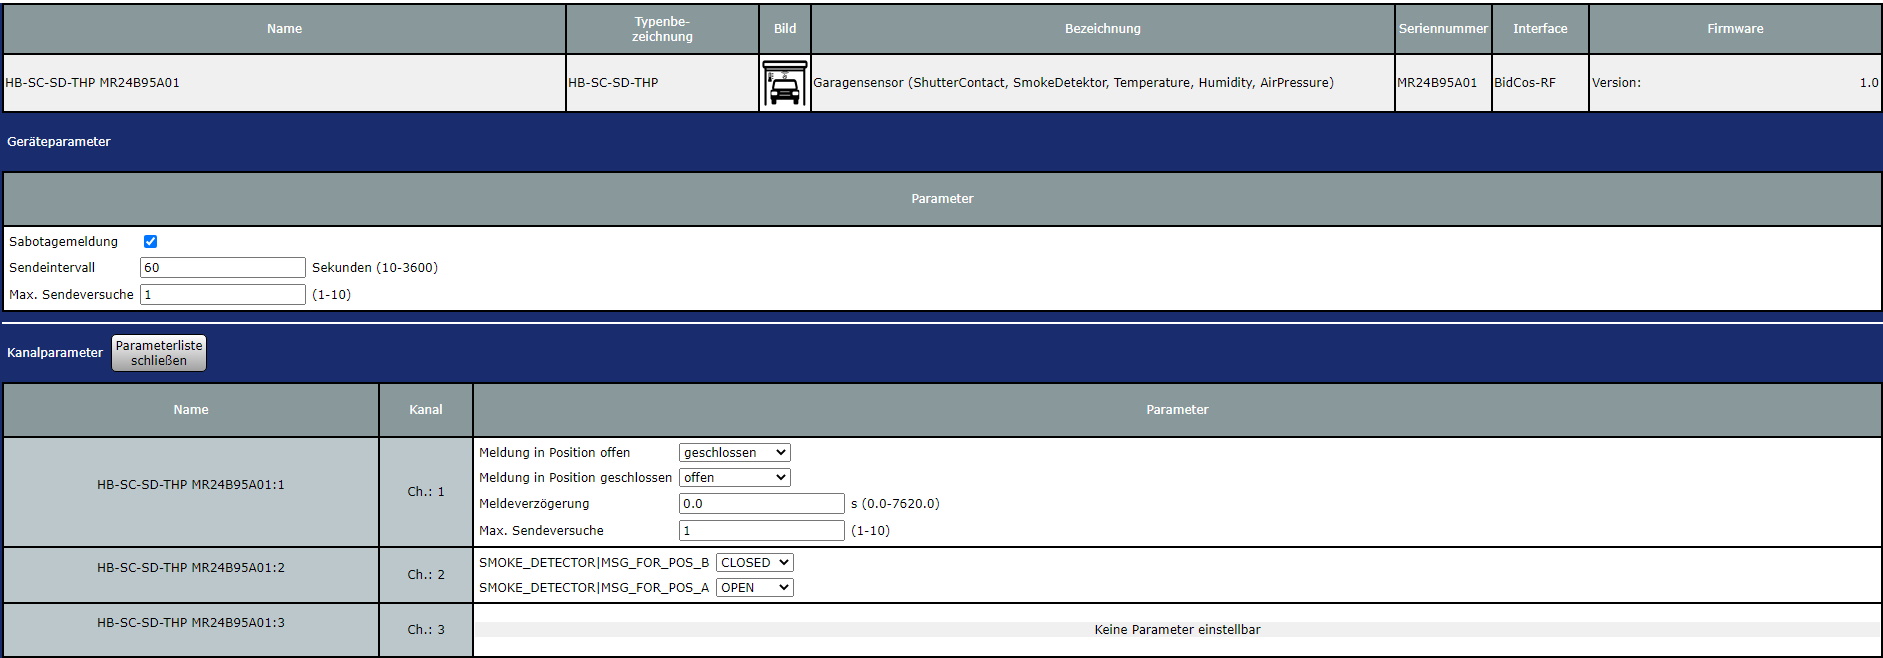 Name Typenbe-
zeichnung Bild Bezeichnung Seriennummer Interface Firmware
HB-SC-SD-THP MR24B95A01 HB-SC-SD-THP Garagensensor (ShutterContact, SmokeDetektor, Temperature, Humidity, AirPressure) MR24B95A01 BidCos-RF Version: 1.0
Geräteparameter
Parameter
Sabotagemeldung
Sendeintervall 60 Sekunden (10-3600)
Max. Sendeversuche 1 (1-10)
Kanalparameter Parameterliste
schließen
Name Kanal Parameter
HB-SC-SD-THP MR24B95A01:1 Ch.: 1
Meldung in Position offen geschlossen
Meldung in Position geschlossen offen
Meldeverzögerung 0.0 s (0.0-7620.0)
Max. Sendeversuche 1 (1-10)
HB-SC-SD-THP MR24B95A01:2 Ch.: 2
SMOKE_DETECTOR|MSG_FOR_POS_B CLOSED
SMOKE_DETECTOR|MSG_FOR_POS_A OPEN
HB-SC-SD-THP MR24B95A01:3 Ch.: 3 Keine Parameter einstellbar